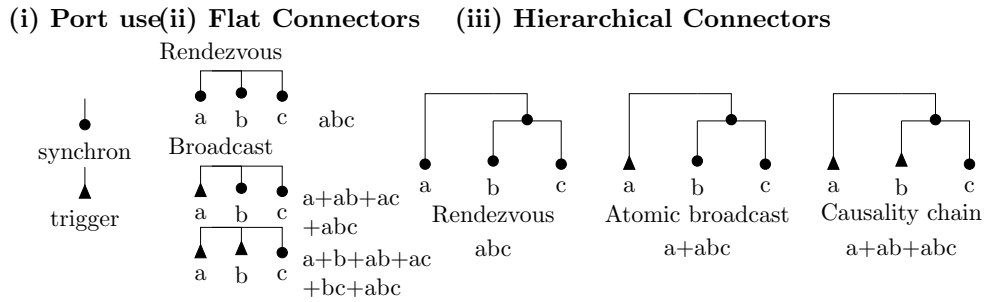 (i) Port use
(ii) Flat Connectors
(iii) Hierarchical Connectors
synchron
trigger
Rendezvous
a b c abc
Broadcast
a b c a+ab+ac
+abc
a b c a+b+ab+ac
+bc+abc
a b c
Rendezvous
abc
a b c
Atomic broadcast
a+abc
a b c
Causality chain
a+ab+abc